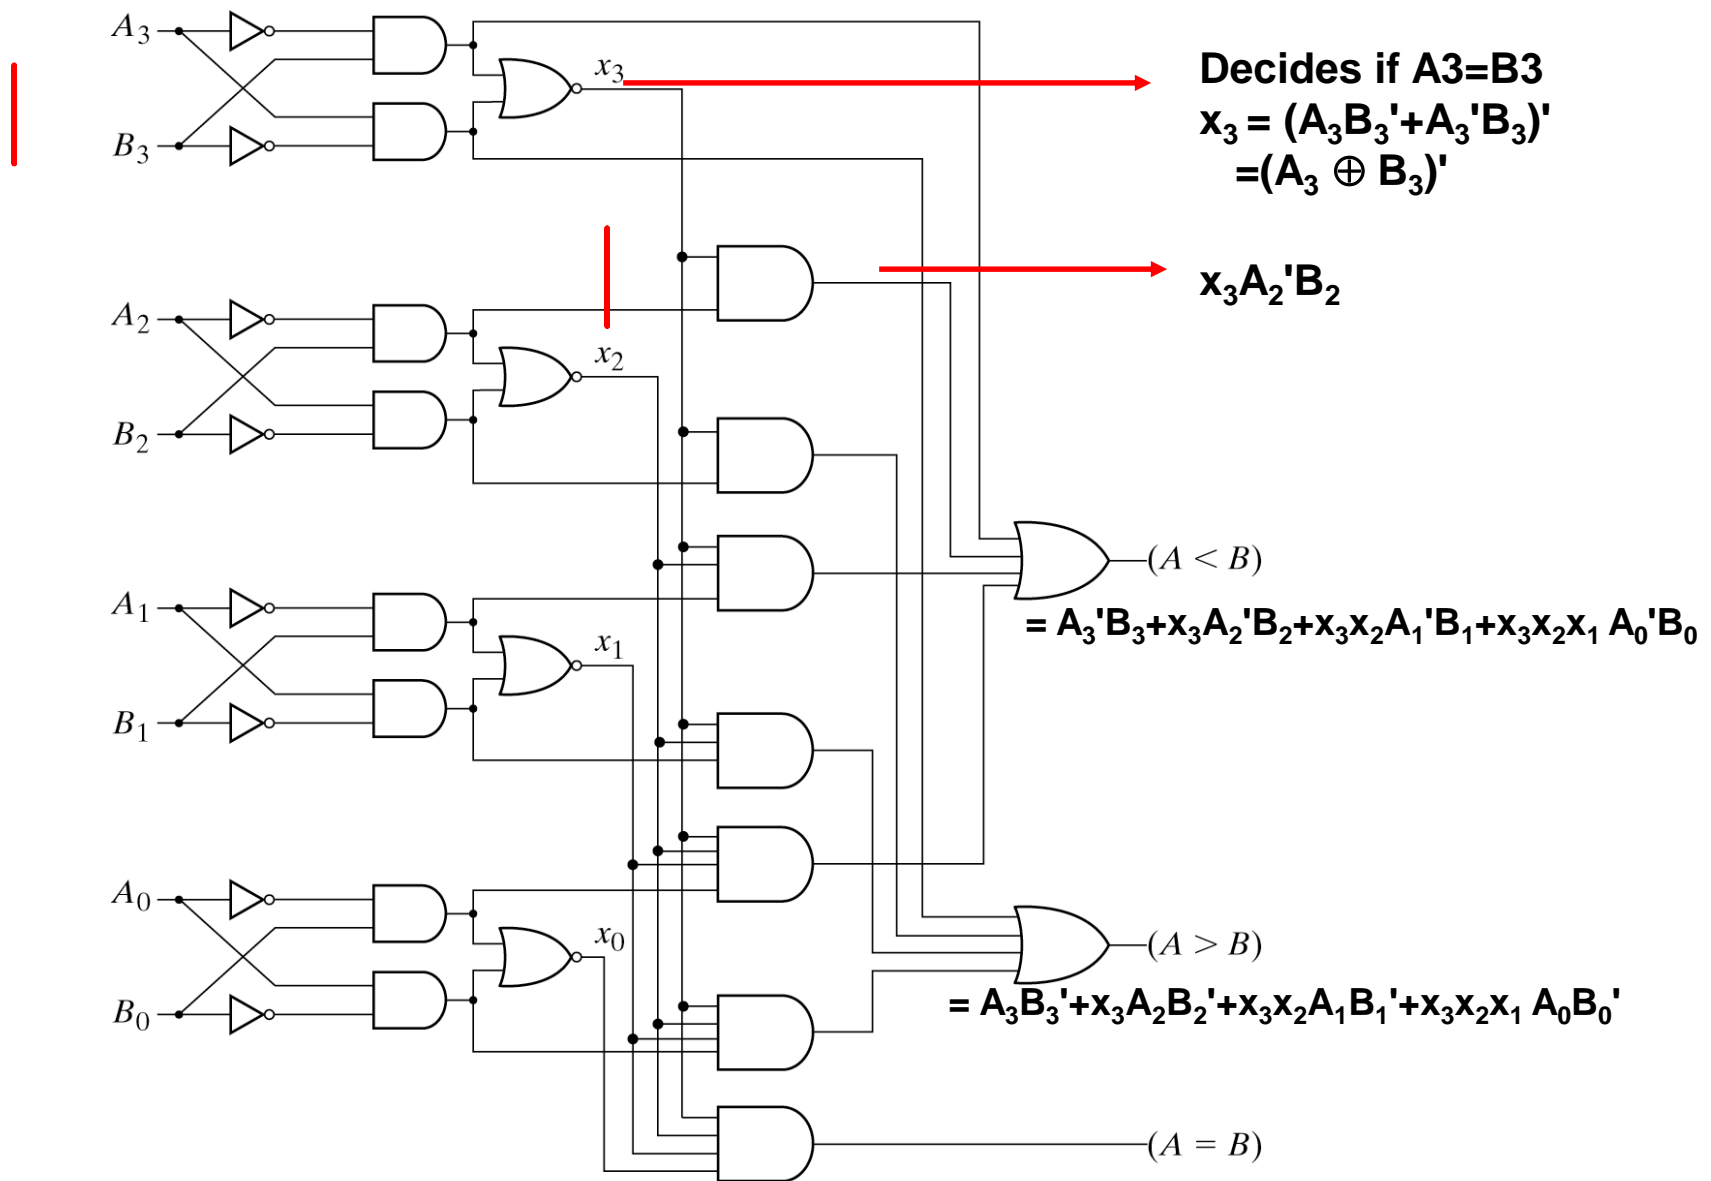 A₃
x₃
Decides if A3=B3
x₃ = (A₃B₃'+A₃'B₃)'
=(A₃ ⊕ B₃)'
B₃
x₃A₂'B₂
A₂
x₂
B₂
(A < B)
= A₃'B₃+x₃A₂'B₂+x₃x₂A₁'B₁+x₃x₂x₁ A₀'B₀
A₁
x₁
B₁
A₀
x₀
(A > B)
= A₃B₃'+x₃A₂B₂'+x₃x₂A₁B₁'+x₃x₂x₁ A₀B₀'
B₀
(A = B)